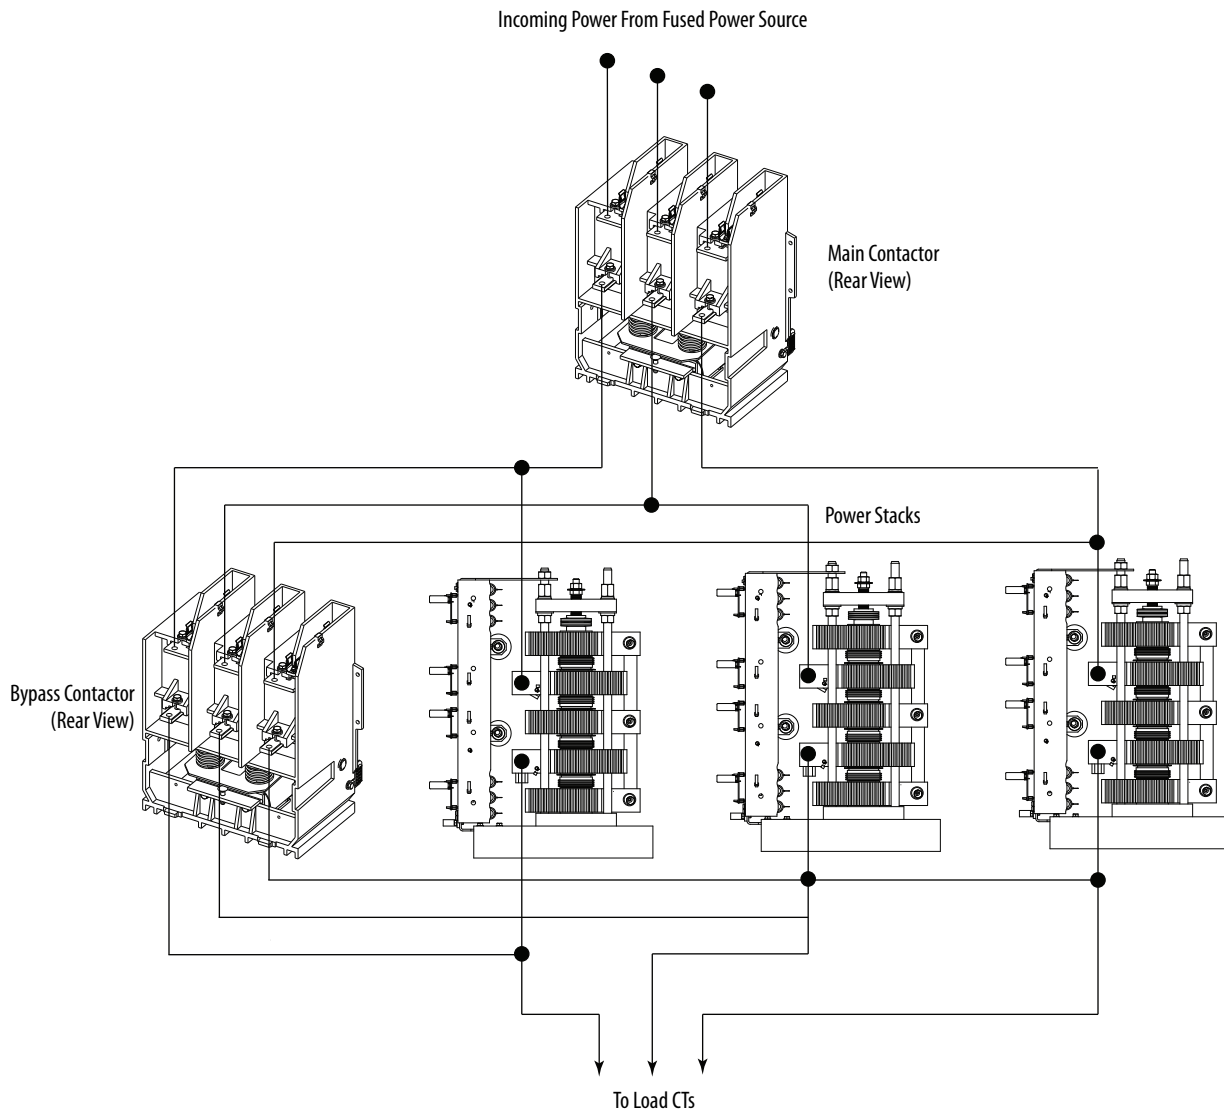 Incoming Power From Fused Power Source
Main Contactor
(Rear View)
Power Stacks
Bypass Contactor
(Rear View)
To Load CTs